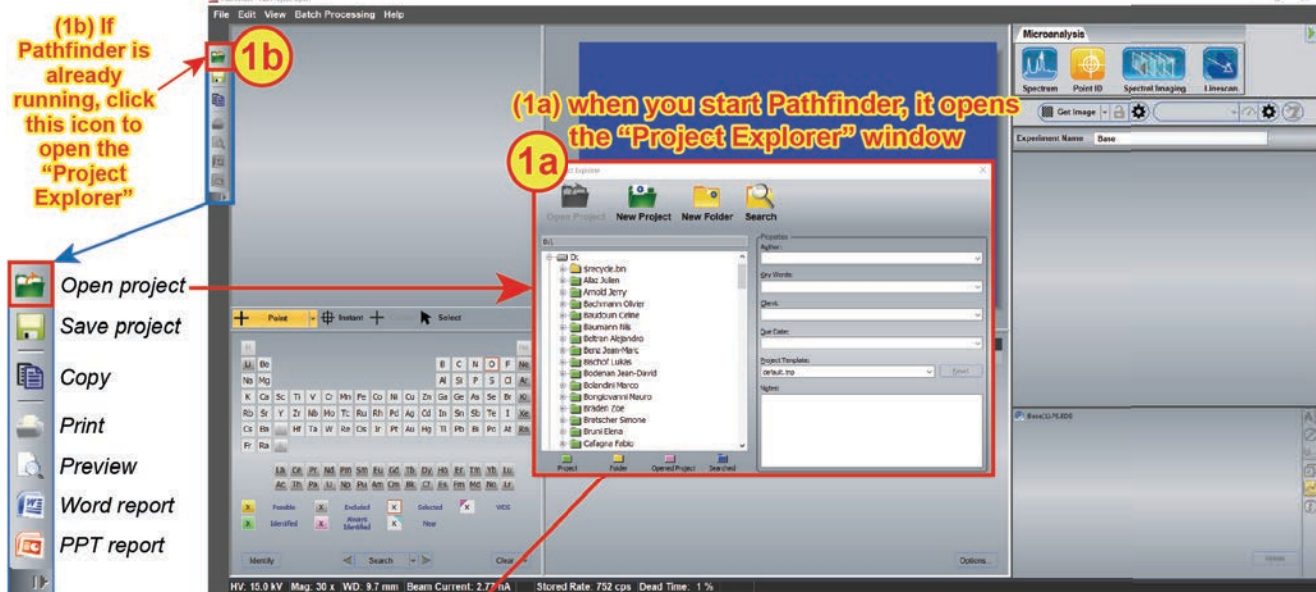 File Edit View Batch Processing Help
(1b) If
Pathfinder is
already
running, click
this icon to
open the
“Project
Explorer”
1b
Open project
Save project
Copy
Print
Preview
Word report
PPT report
(1a) when you start Pathfinder, it opens
the “Project Explorer” window
1a
Explorer
Open Project New Project New Folder Search
D:\
D:
$recycle.bin
Allaz Julien
Arnold Jerry
Bachmann Olivier
Baudouin Celine
Baumann Nils
Beltran Alejandro
Benz Jean-Marc
Bischof Lukas
Bodenan Jean-David
Bolandini Marco
Bongiovanni Mauro
Braden Zoe
Bretscher Simone
Bruni Elena
Cafagna Fabio
Project Folder Opened Project Searched
Properties
Author:
Key Words:
Client:
Due Date:
Project Template:
default.tnp
Reset
Notes:
Microanalysis
Spectrum Point ID Spectral Imaging Linescan
Get Image
Experiment Name Base
Point Instant Select
H He
Li Be B C N O F Ne
Na Mg Al Si P S Cl Ar
K Ca Sc Ti V Cr Mn Fe Co Ni Cu Zn Ga Ge As Se Br Kr
Rb Sr Y Zr Nb Mo Tc Ru Rh Pd Ag Cd In Sn Sb Te I Xe
Cs Ba Hf Ta W Re Os Ir Pt Au Hg Tl Pb Bi Po At Rn
Fr Ra
La Ce Pr Nd Pm Sm Eu Gd Tb Dy Ho Er Tm Yb Lu
Ac Th Pa U Np Pu Am Cm Bk Cf Es Fm Md No Lr
X Possible X Excluded X Selected X WDS
X Identified X Always Identified X Near
Identify Search Clear
Options...
Base(1)-PS.EDS
HV: 15.0 kV Mag: 30 x WD: 9.7 mm Beam Current: 2.77 nA Stored Rate: 752 cps Dead Time: 1 %